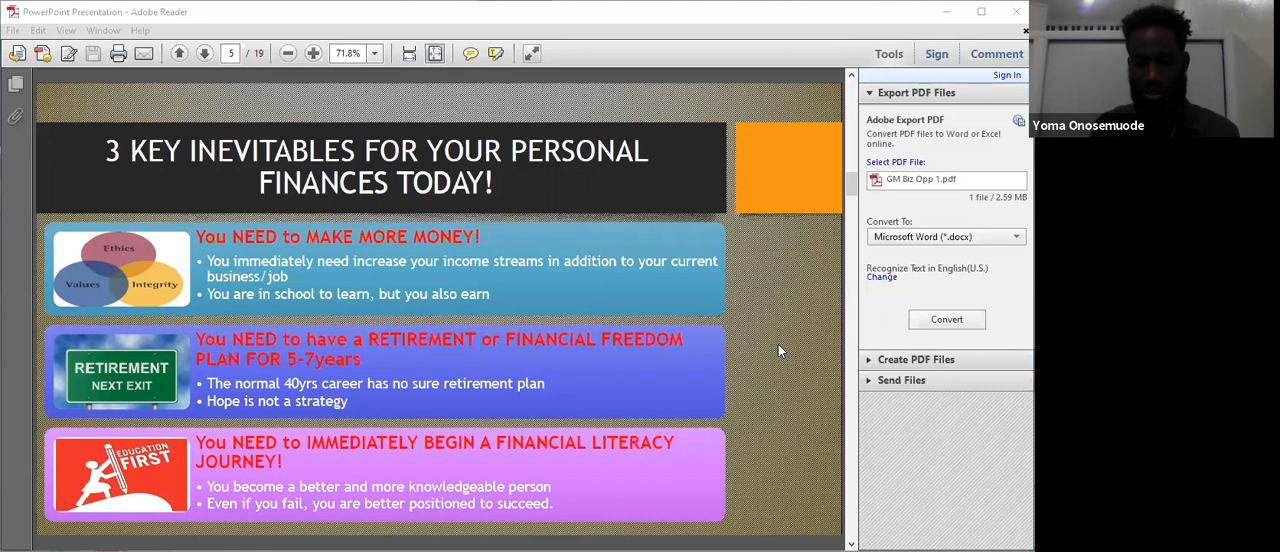 PowerPoint Presentation - Adobe Reader
File Edit View Window Help
5 / 19
71.8%
Tools Sign Comment
Sign In
3 KEY INEVITABLES FOR YOUR PERSONAL
FINANCES TODAY!
Ethics
Values
Integrity
You NEED to MAKE MORE MONEY!
• You immediately need increase your income streams in addition to your current
business/job
• You are in school to learn, but you also earn
RETIREMENT
NEXT EXIT
You NEED to have a RETIREMENT or FINANCIAL FREEDOM
PLAN FOR 5-7years
• The normal 40yrs career has no sure retirement plan
• Hope is not a strategy
EDUCATION
FIRST
You NEED to IMMEDIATELY BEGIN A FINANCIAL LITERACY
JOURNEY!
• You become a better and more knowledgeable person
• Even if you fail, you are better positioned to succeed.
Export PDF Files
Adobe Export PDF
Convert PDF files to Word or Excel
online.
Select PDF File:
GM Biz Opp 1.pdf
1 file / 2.59 MB
Convert To:
Microsoft Word (*.docx)
Recognize Text in English(U.S.)
Change
Convert
Create PDF Files
Send Files
Yoma Onosemuode